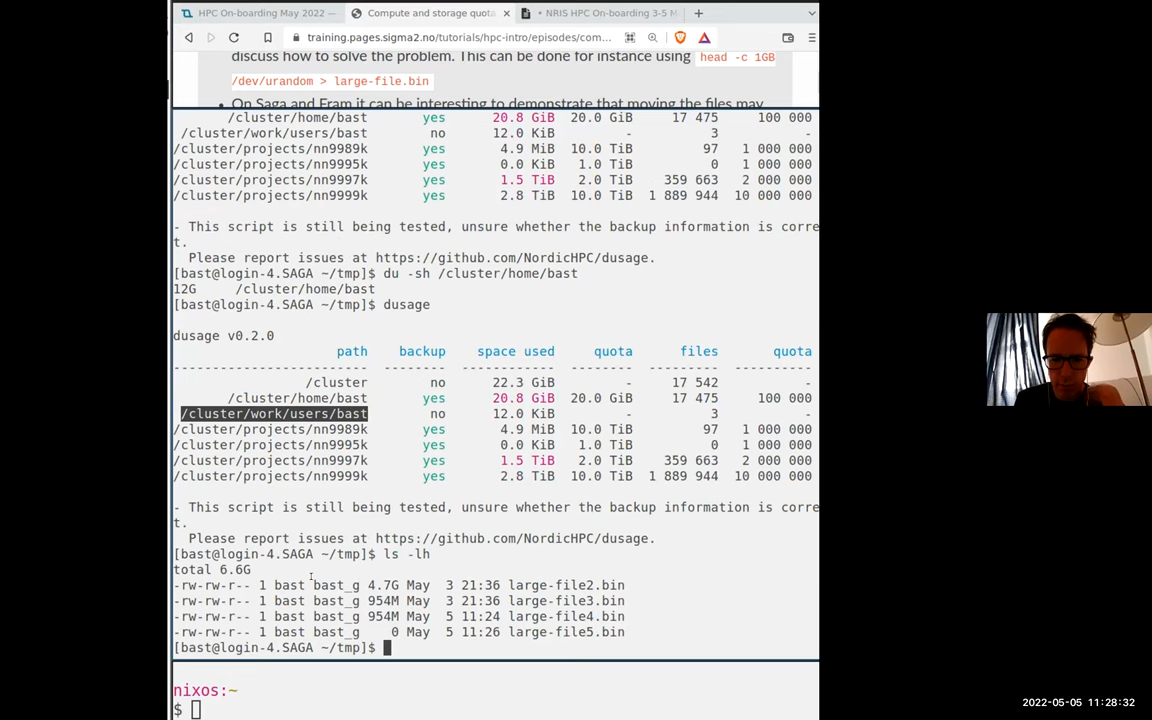 HPC On-boarding May 2022 — Compute and storage quota × • NRIS HPC On-boarding 3-5 M +
training.pages.sigma2.no/tutorials/hpc-intro/episodes/com...
discuss how to solve the problem. This can be done for instance using head -c 1GB
/dev/urandom > large-file.bin
• On Saga and Fram it can be interesting to demonstrate that moving the files may
/cluster/home/bast yes 20.8 GiB 20.0 GiB 17 475 100 000
/cluster/work/users/bast no 12.0 KiB - 3 -
/cluster/projects/nn9989k yes 4.9 MiB 10.0 TiB 97 1 000 000
/cluster/projects/nn9995k yes 0.0 KiB 1.0 TiB 0 1 000 000
/cluster/projects/nn9997k yes 1.5 TiB 2.0 TiB 359 663 2 000 000
/cluster/projects/nn9999k yes 2.8 TiB 10.0 TiB 1 889 944 10 000 000
- This script is still being tested, unsure whether the backup information is corre
t.
Please report issues at https://github.com/NordicHPC/dusage.
[bast@login-4.SAGA ~/tmp]$ du -sh /cluster/home/bast
12G /cluster/home/bast
[bast@login-4.SAGA ~/tmp]$ dusage
dusage v0.2.0
path backup space used quota files quota
--------------------------------------------------------------------------------
/cluster no 22.3 GiB - 17 542 -
/cluster/home/bast yes 20.8 GiB 20.0 GiB 17 475 100 000
/cluster/work/users/bast no 12.0 KiB - 3 -
/cluster/projects/nn9989k yes 4.9 MiB 10.0 TiB 97 1 000 000
/cluster/projects/nn9995k yes 0.0 KiB 1.0 TiB 0 1 000 000
/cluster/projects/nn9997k yes 1.5 TiB 2.0 TiB 359 663 2 000 000
/cluster/projects/nn9999k yes 2.8 TiB 10.0 TiB 1 889 944 10 000 000
- This script is still being tested, unsure whether the backup information is corre
t.
Please report issues at https://github.com/NordicHPC/dusage.
[bast@login-4.SAGA ~/tmp]$ ls -lh
total 6.6G
-rw-rw-r-- 1 bast bast_g 4.7G May 3 21:36 large-file2.bin
-rw-rw-r-- 1 bast bast_g 954M May 3 21:36 large-file3.bin
-rw-rw-r-- 1 bast bast_g 954M May 5 11:24 large-file4.bin
-rw-rw-r-- 1 bast bast_g 0 May 5 11:26 large-file5.bin
[bast@login-4.SAGA ~/tmp]$
nixos:~
$
2022-05-05 11:28:32